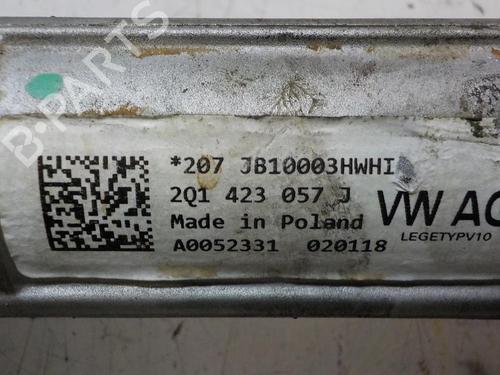 B-PARTS
*207 JB10003HWHI
2Q1 423 057 J
Made in Poland
A0052331 020118
VW AG
LEGETYPV10